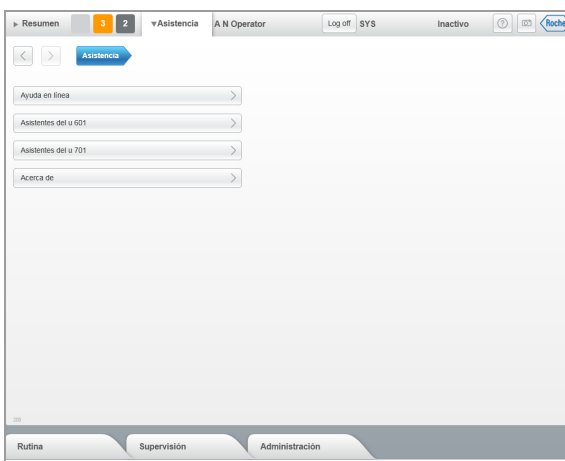 Resumen 3 2 Asistencia A N Operator Log off SYS Inactivo ? Roche
Asistencia
Ayuda en línea
Asistentes del u 601
Asistentes del u 701
Acerca de
Rutina Supervisión Administración